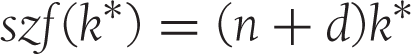 szf(k*) = (n + d)k*